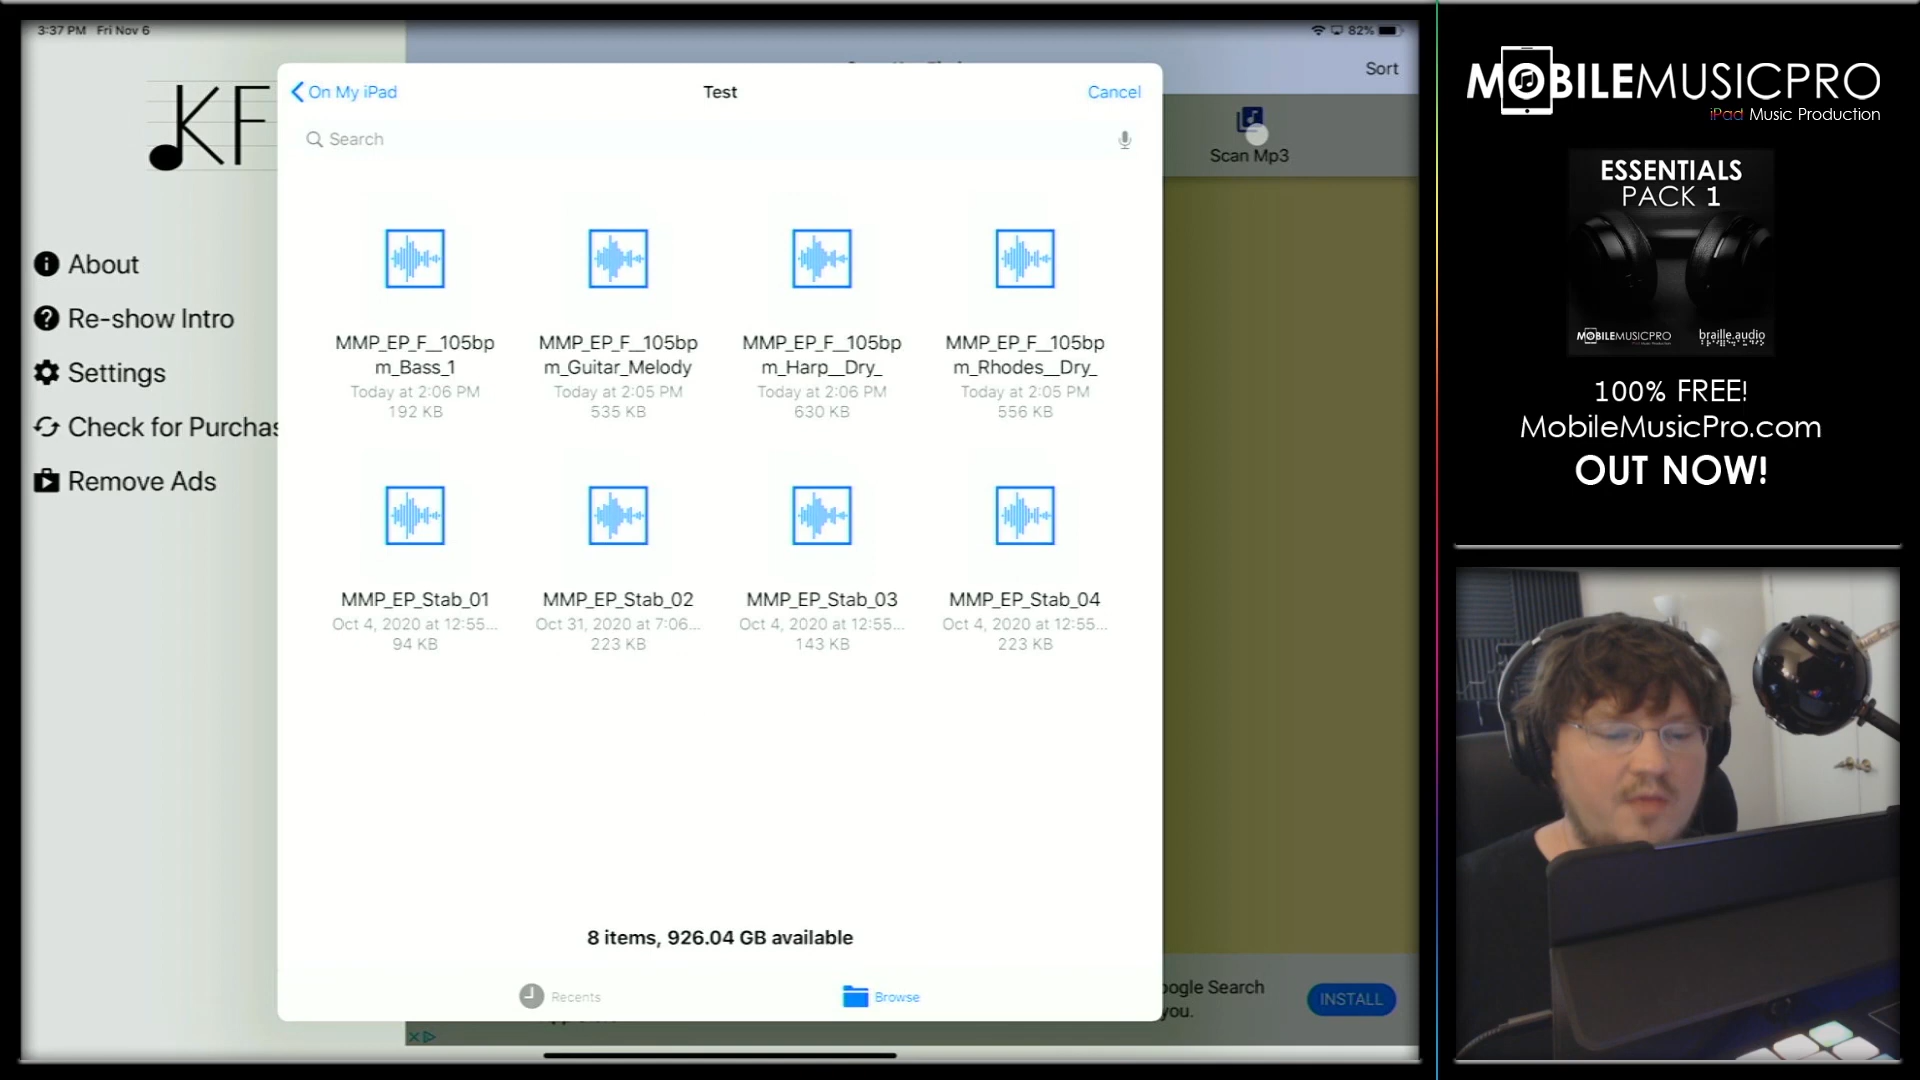 3:37 PM Fri Nov 6
82%
KF
About
Re-show Intro
Settings
Check for Purchas
Remove Ads
On My iPad
Test
Cancel
Search
MMP_EP_F__105bp
m_Bass_1
Today at 2:06 PM
192 KB
MMP_EP_F__105bp
m_Guitar_Melody
Today at 2:05 PM
535 KB
MMP_EP_F__105bp
m_Harp__Dry_
Today at 2:06 PM
630 KB
MMP_EP_F__105bp
m_Rhodes__Dry_
Today at 2:05 PM
556 KB
MMP_EP_Stab_01
Oct 4, 2020 at 12:55...
94 KB
MMP_EP_Stab_02
Oct 31, 2020 at 7:06...
223 KB
MMP_EP_Stab_03
Oct 4, 2020 at 12:55...
143 KB
MMP_EP_Stab_04
Oct 4, 2020 at 12:55...
223 KB
8 items, 926.04 GB available
Recents
Browse
Sort
Scan Mp3
oogle Search
you.
INSTALL
MOBILEMUSICPRO
iPad Music Production
ESSENTIALS
PACK 1
MOBILEMUSICPRO
braille.audio
100% FREE!
MobileMusicPro.com
OUT NOW!